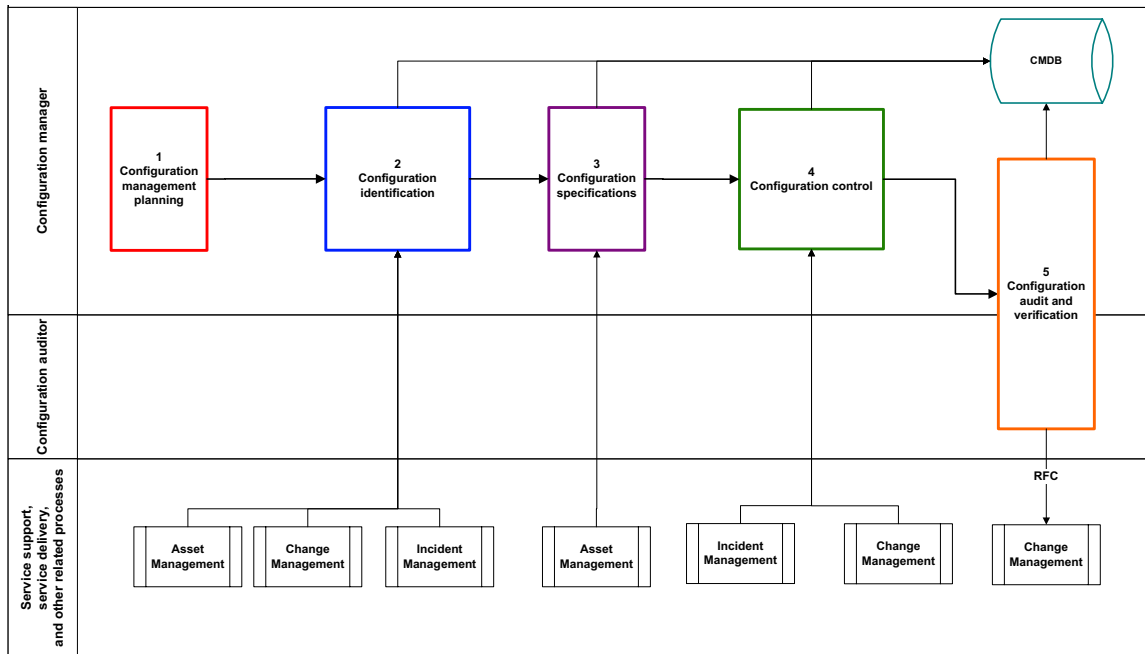 Configuration manager
CMDB
1
Configuration
management
planning
2
Configuration
identification
3
Configuration
specifications
4
Configuration control
5
Configuration
audit and
verification
Configuration auditor
Service support,
service delivery,
and other related processes
RFC
Asset
Management
Change
Management
Incident
Management
Asset
Management
Incident
Management
Change
Management
Change
Management